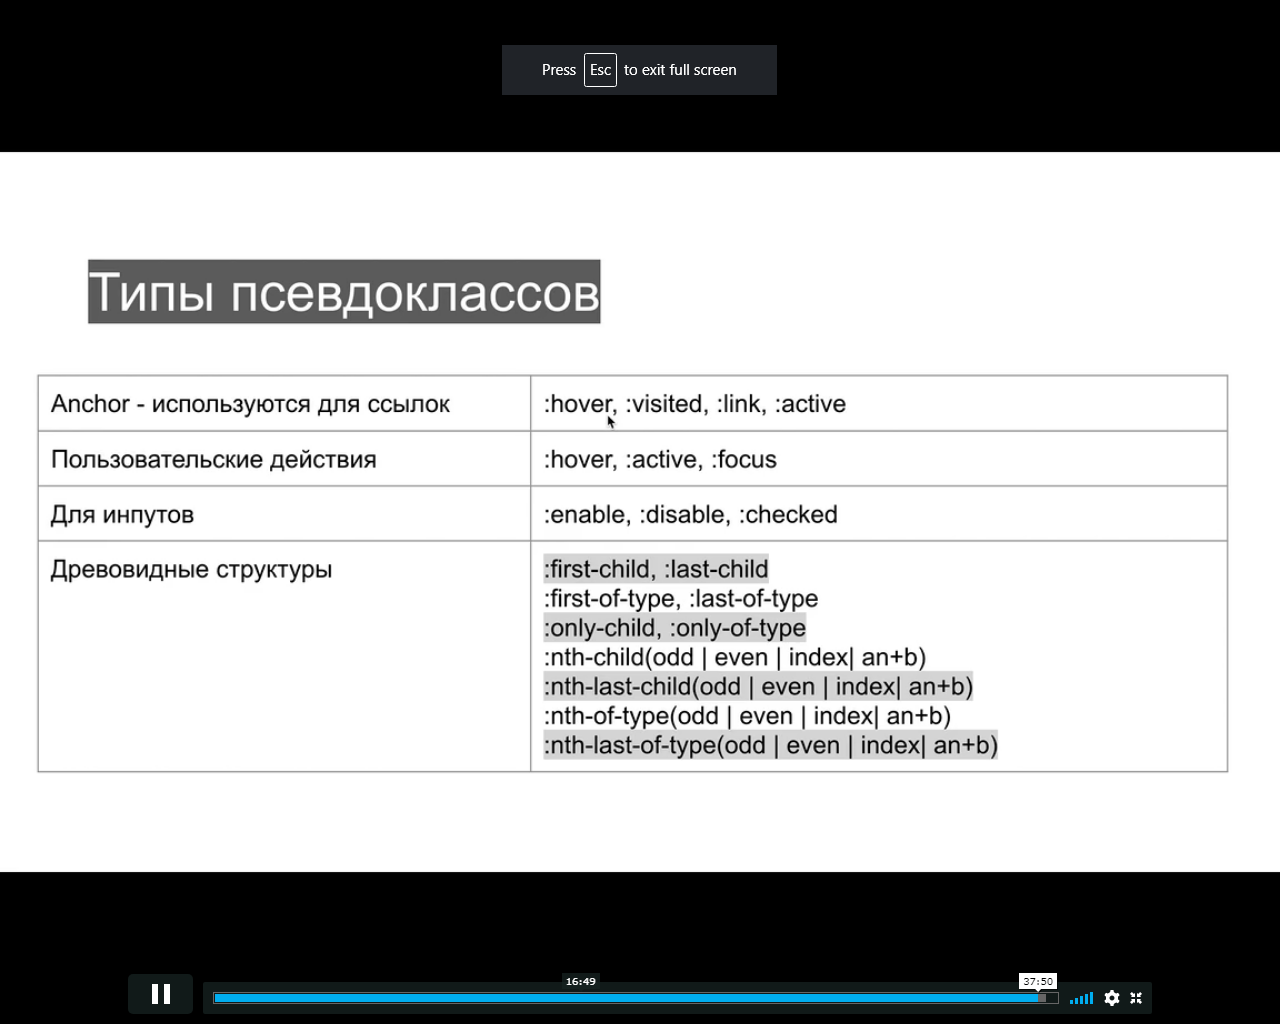 Press Esc to exit full screen
Типы псевдоклассов
Anchor - используются для ссылок
:hover, :visited, :link, :active
Пользовательские действия
:hover, :active, :focus
Для инпутов
:enable, :disable, :checked
Древовидные структуры
:first-child, :last-child
:first-of-type, :last-of-type
:only-child, :only-of-type
:nth-child(odd | even | index| an+b)
:nth-last-child(odd | even | index| an+b)
:nth-of-type(odd | even | index| an+b)
:nth-last-of-type(odd | even | index| an+b)
16:49
37:50